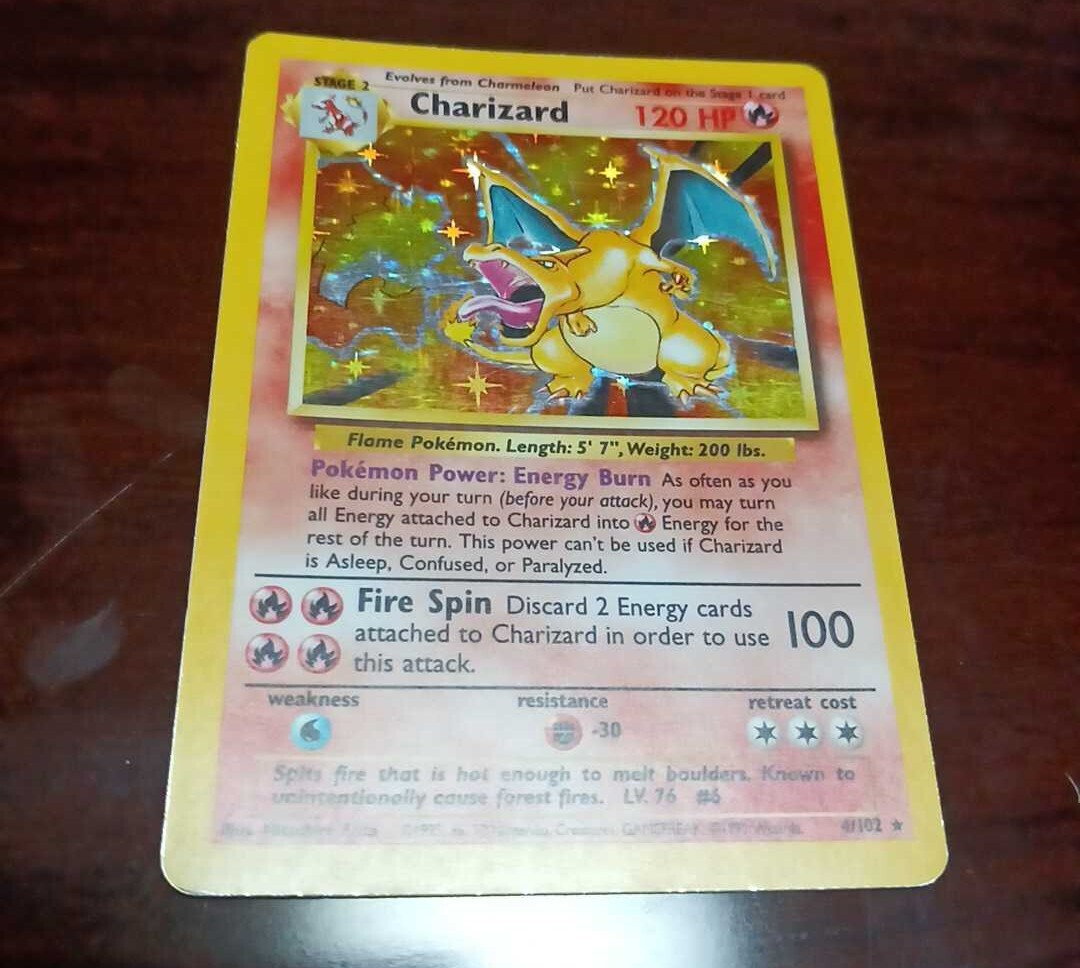 STAGE 2
Evolves from Charmeleon Put Charizard on the Stage 1 card
Charizard 120 HP
Flame Pokémon. Length: 5' 7", Weight: 200 lbs.
Pokémon Power: Energy Burn As often as you
like during your turn (before your attack), you may turn
all Energy attached to Charizard into Energy for the
rest of the turn. This power can't be used if Charizard
is Asleep, Confused, or Paralyzed.
Fire Spin Discard 2 Energy cards
attached to Charizard in order to use
this attack.
100
weakness resistance retreat cost
-30
Spits fire that is hot enough to melt boulders. Known to
unintentionally cause forest fires. LV. 76 #6
4/102 ★